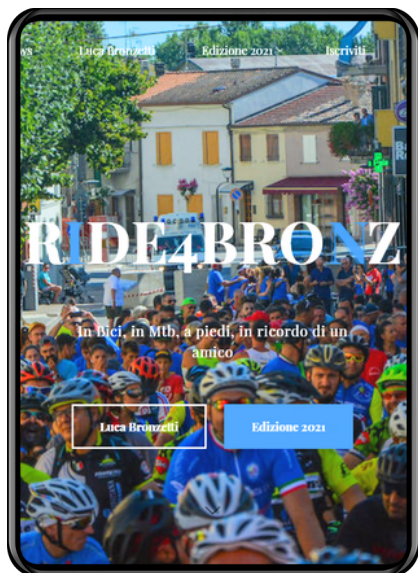 Luca Bronzetti Edizione 2021 Iscriviti
RIDE4BRONZ
In Bici, in Mtb, a piedi, in ricordo di un
amico
Luca Bronzetti Edizione 2021